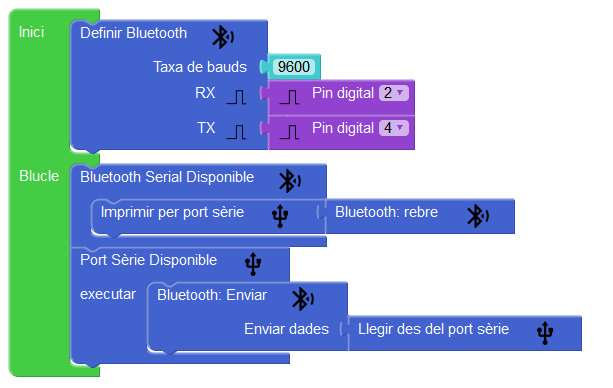 Inici
Definir Bluetooth
Taxa de bauds 9600
RX Pin digital 2
TX Pin digital 4
Blucle
Bluetooth Serial Disponible
Imprimir per port sèrie Bluetooth: rebre
Port Sèrie Disponible
executar Bluetooth: Enviar
Enviar dades Llegir des del port sèrie